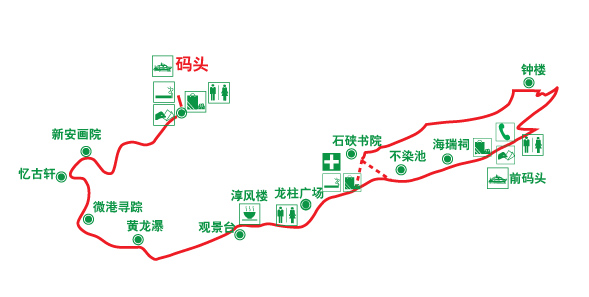 码头
钟楼
新安画院
石硖书院
海瑞祠
不染池
忆古轩
前码头
淳风楼
龙柱广场
微港寻踪
黄龙瀑
观景台